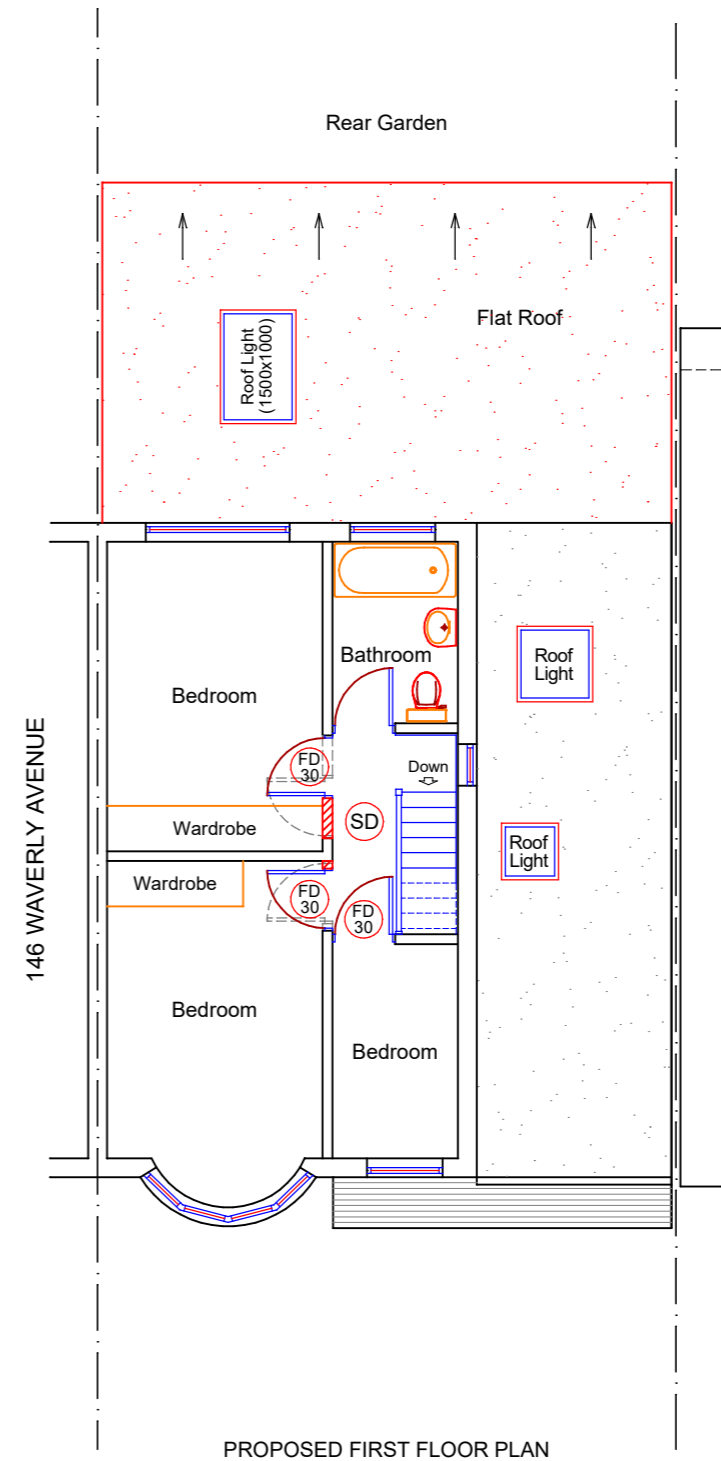 Rear Garden
Flat Roof
Roof Light
(1500x1000)
Bathroom
Roof
Light
Bedroom
FD
30
Down
Wardrobe
SD
Roof
Light
Wardrobe
FD
30
FD
30
146 WAVERLY AVENUE
Bedroom
Bedroom
PROPOSED FIRST FLOOR PLAN